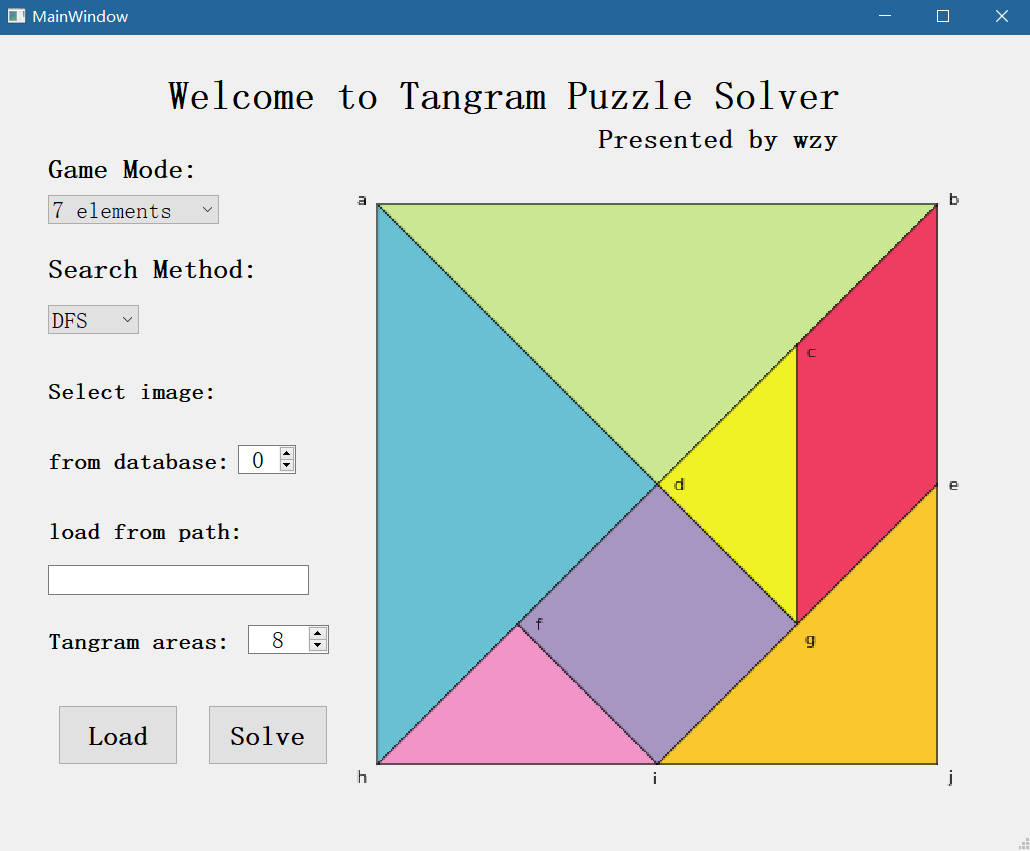 MainWindow
Welcome to Tangram Puzzle Solver
Presented by wzy
Game Mode:
7 elements
Search Method:
DFS
Select image:
from database: 0
load from path:
Tangram areas: 8
Load Solve
a b
c
d e
f
g
h i j